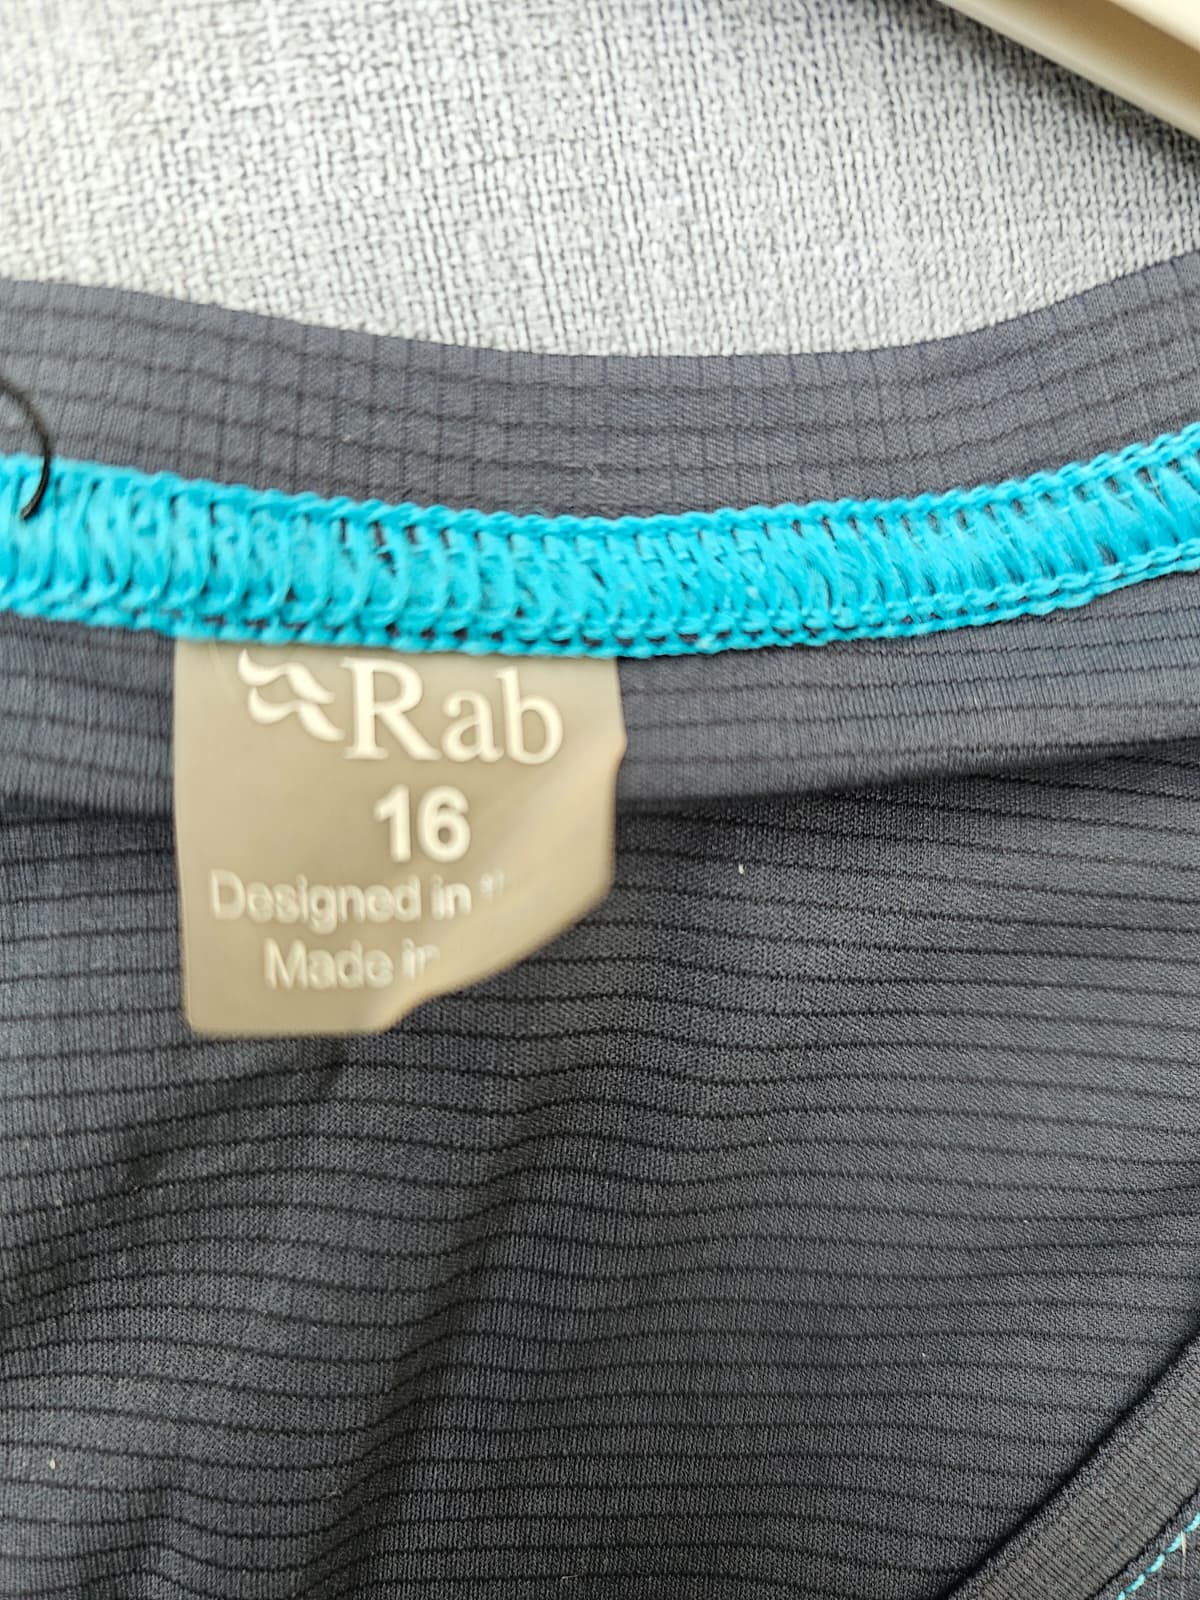 Rab
16
Designed in
Made in